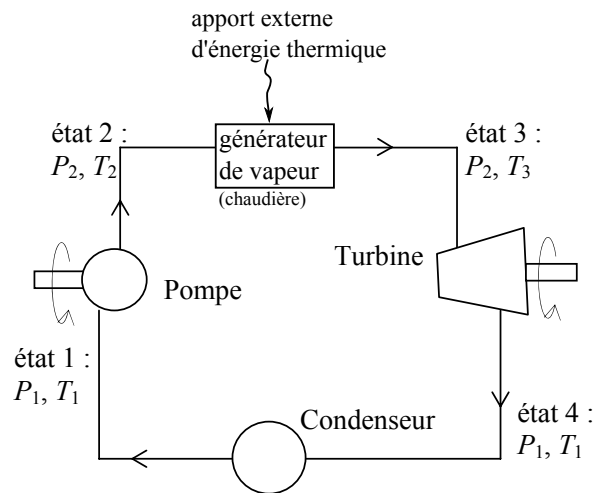 apport externe
d'énergie thermique
état 2 :
P2, T2
générateur
de vapeur
(chaudière)
état 3 :
P2, T3
Turbine
Pompe
état 1 :
P1, T1
Condenseur
état 4 :
P1, T1